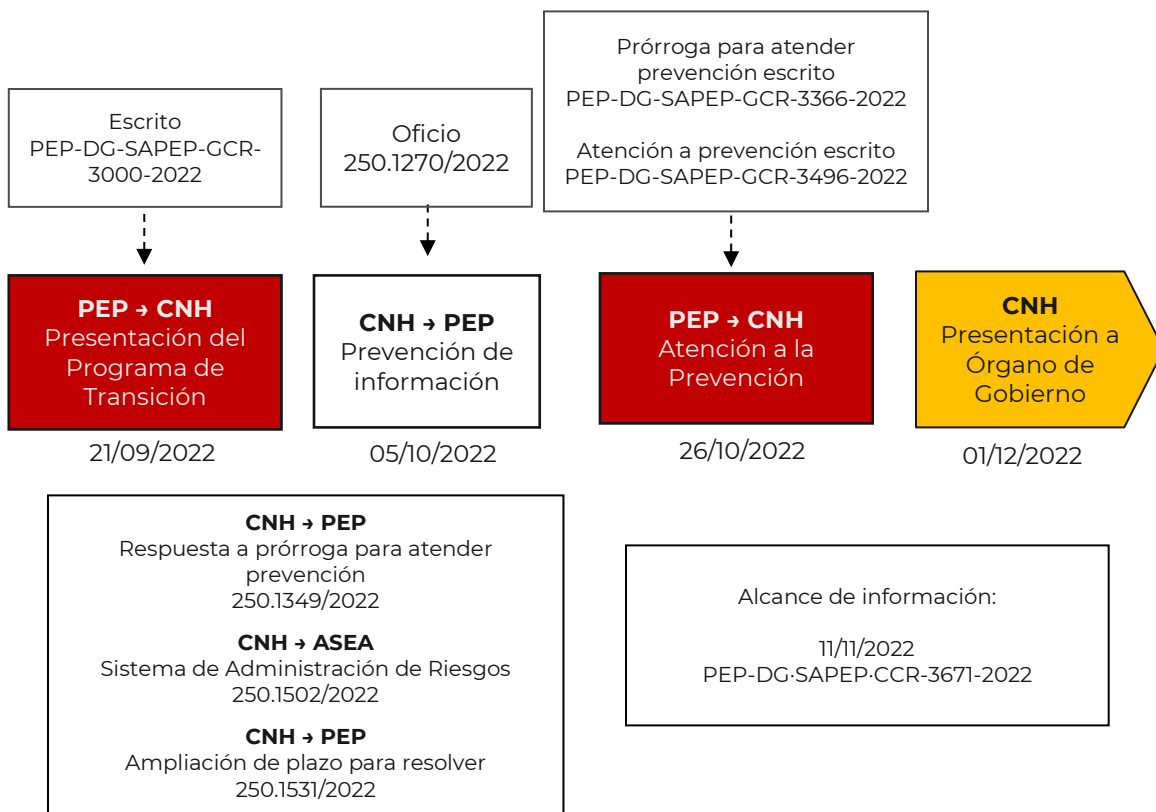 Escrito
PEP-DG-SAPEP-GCR-
3000-2022
Oficio
250.1270/2022
Prórroga para atender
prevención escrito
PEP-DG-SAPEP-GCR-3366-2022
Atención a prevención escrito
PEP-DG-SAPEP-GCR-3496-2022
PEP → CNH
Presentación del
Programa de
Transición
21/09/2022
CNH → PEP
Prevención de
información
05/10/2022
PEP → CNH
Atención a la
Prevención
26/10/2022
CNH
Presentación a
Órgano de
Gobierno
01/12/2022
CNH → PEP
Respuesta a prórroga para atender
prevención
250.1349/2022
CNH → ASEA
Sistema de Administración de Riesgos
250.1502/2022
CNH → PEP
Ampliación de plazo para resolver
250.1531/2022
Alcance de información:
11/11/2022
PEP-DG·SAPEP·CCR-3671-2022